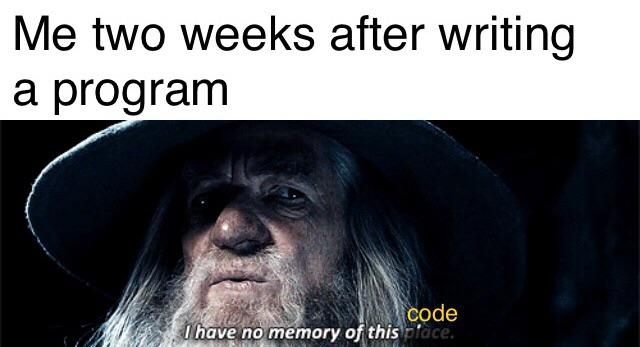 Me two weeks after writing
a program
code
I have no memory of this place.